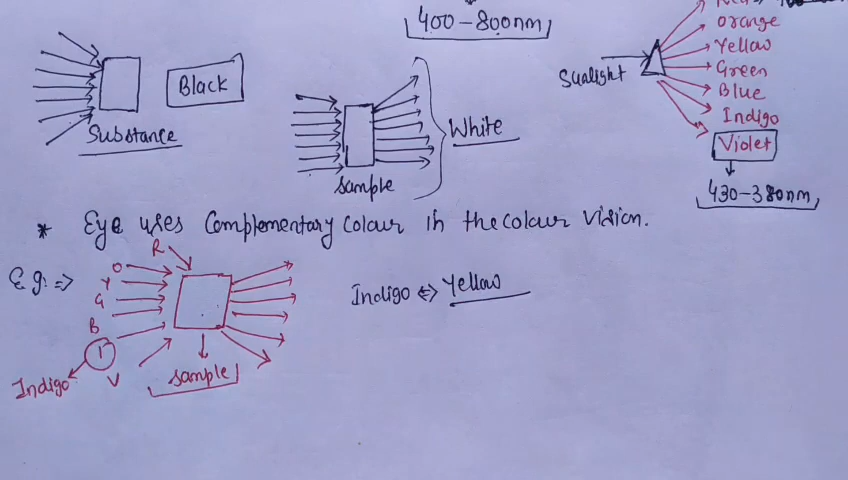 400-800nm
Orange
Yellow
Green
Blue
Indigo
Violet
Sunlight
430-380nm
Black
Substance
White
Sample
* Eye uses Complementary Colour in the colour vision.
E.g. =>
R
O
Y
G
B
I
V
Indigo
Sample
Indigo <=> Yellow